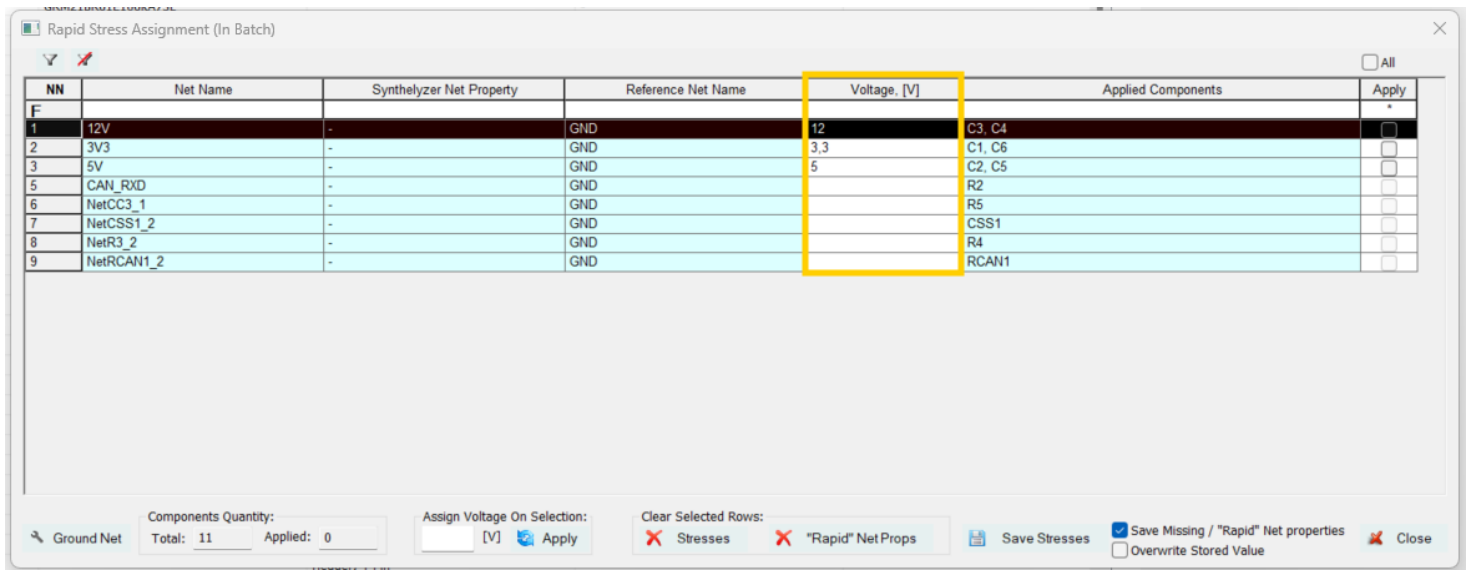 Rapid Stress Assignment (In Batch)
All
NN Net Name Synthelyzer Net Property Reference Net Name Voltage, [V] Applied Components Apply
F *
1 12V - GND 12 C3, C4
2 3V3 - GND 3,3 C1, C6
3 5V - GND 5 C2, C5
5 CAN_RXD - GND R2
6 NetCC3_1 - GND R5
7 NetCSS1_2 - GND CSS1
8 NetR3_2 - GND R4
9 NetRCAN1_2 - GND RCAN1
Components Quantity: Assign Voltage On Selection: Clear Selected Rows:
Ground Net Total: 11 Applied: 0 [V] Apply Stresses "Rapid" Net Props Save Stresses Save Missing / "Rapid" Net properties Close
Overwrite Stored Value